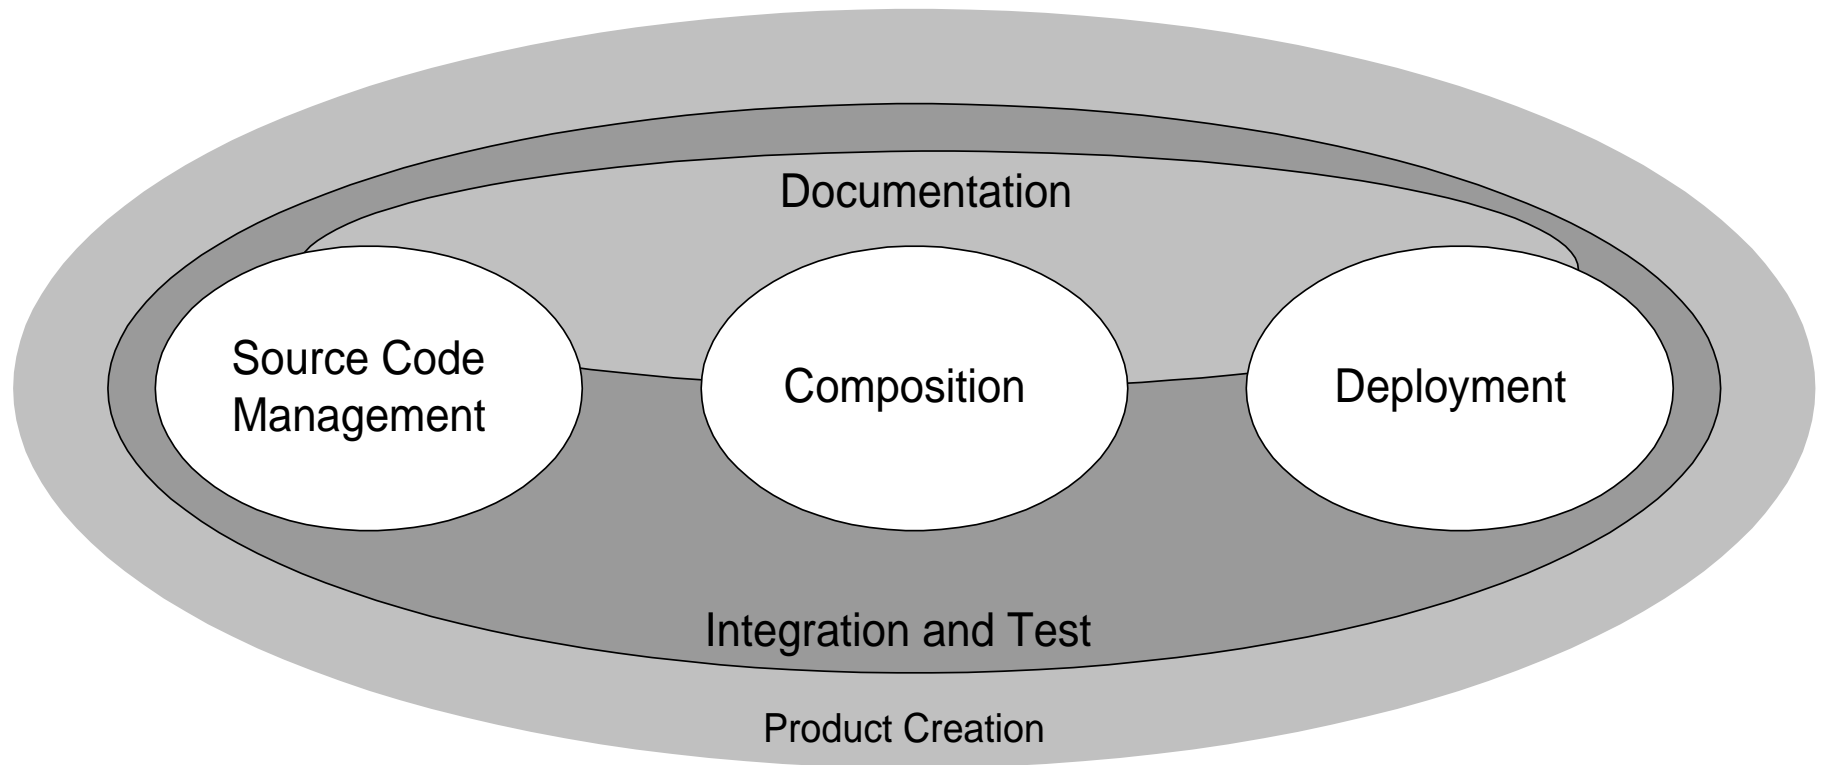 Documentation
Source Code
Management
Composition
Deployment
Integration and Test
Product Creation